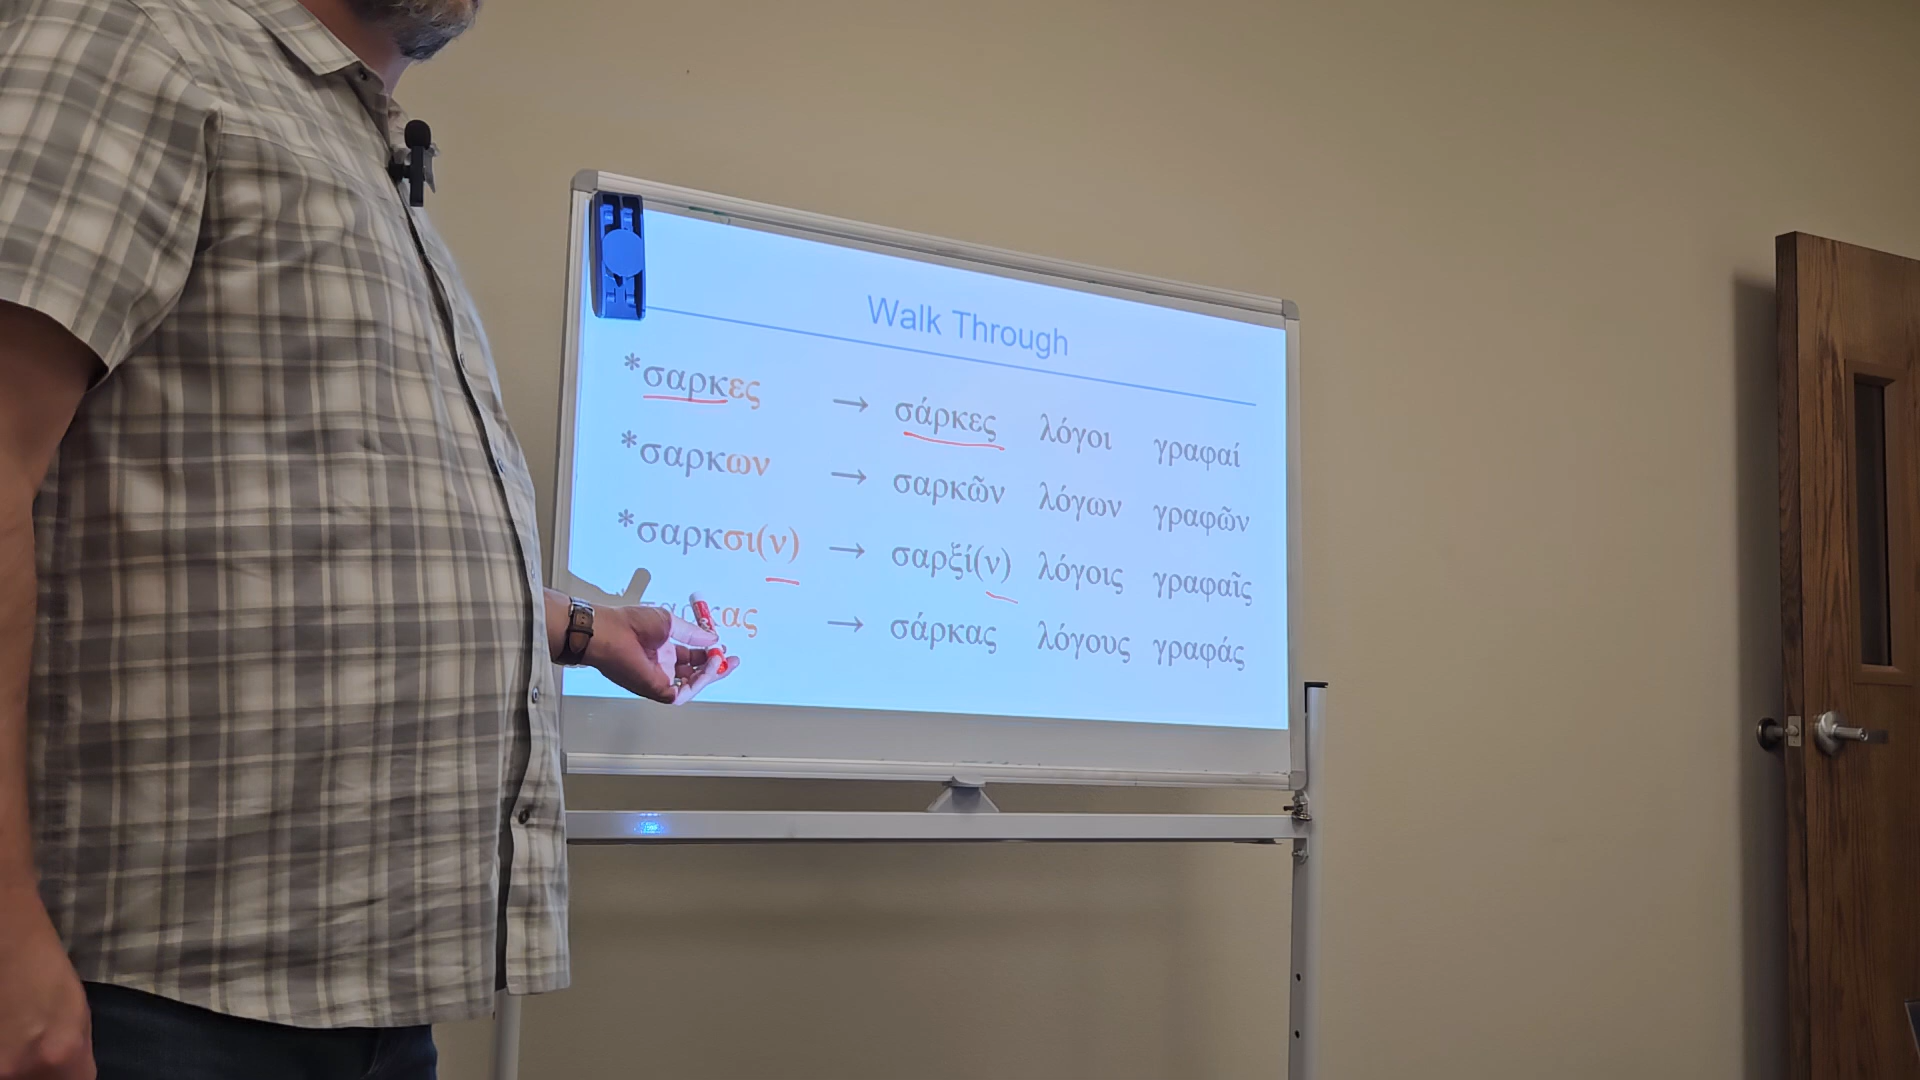 Walk Through
*σαρκες → σάρκες λόγοι γραφαί
*σαρκων → σαρκῶν λόγων γραφῶν
*σαρκσι(ν) → σαρξί(ν) λόγοις γραφαῖς
→ σάρκας λόγους γραφάς